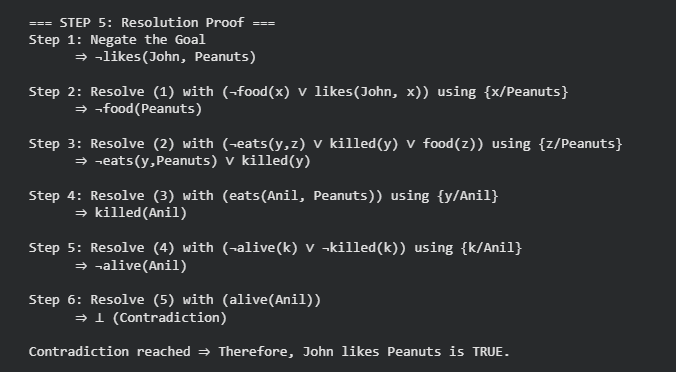 === STEP 5: Resolution Proof ===
Step 1: Negate the Goal
⇒ ¬likes(John, Peanuts)
Step 2: Resolve (1) with (¬food(x) ∨ likes(John, x)) using {x/Peanuts}
⇒ ¬food(Peanuts)
Step 3: Resolve (2) with (¬eats(y,z) ∨ killed(y) ∨ food(z)) using {z/Peanuts}
⇒ ¬eats(y,Peanuts) ∨ killed(y)
Step 4: Resolve (3) with (eats(Anil, Peanuts)) using {y/Anil}
⇒ killed(Anil)
Step 5: Resolve (4) with (¬alive(k) ∨ ¬killed(k)) using {k/Anil}
⇒ ¬alive(Anil)
Step 6: Resolve (5) with (alive(Anil))
⇒ ⊥ (Contradiction)
Contradiction reached ⇒ Therefore, John likes Peanuts is TRUE.